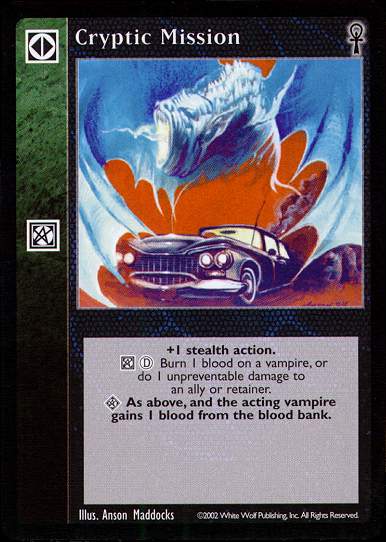 Cryptic Mission
+1 stealth action.
D Burn 1 blood on a vampire, or
do 1 unpreventable damage to
an ally or retainer.
As above, and the acting vampire
gains 1 blood from the blood bank.
Illus. Anson Maddocks ©2002 White Wolf Publishing, Inc. All Rights Reserved.